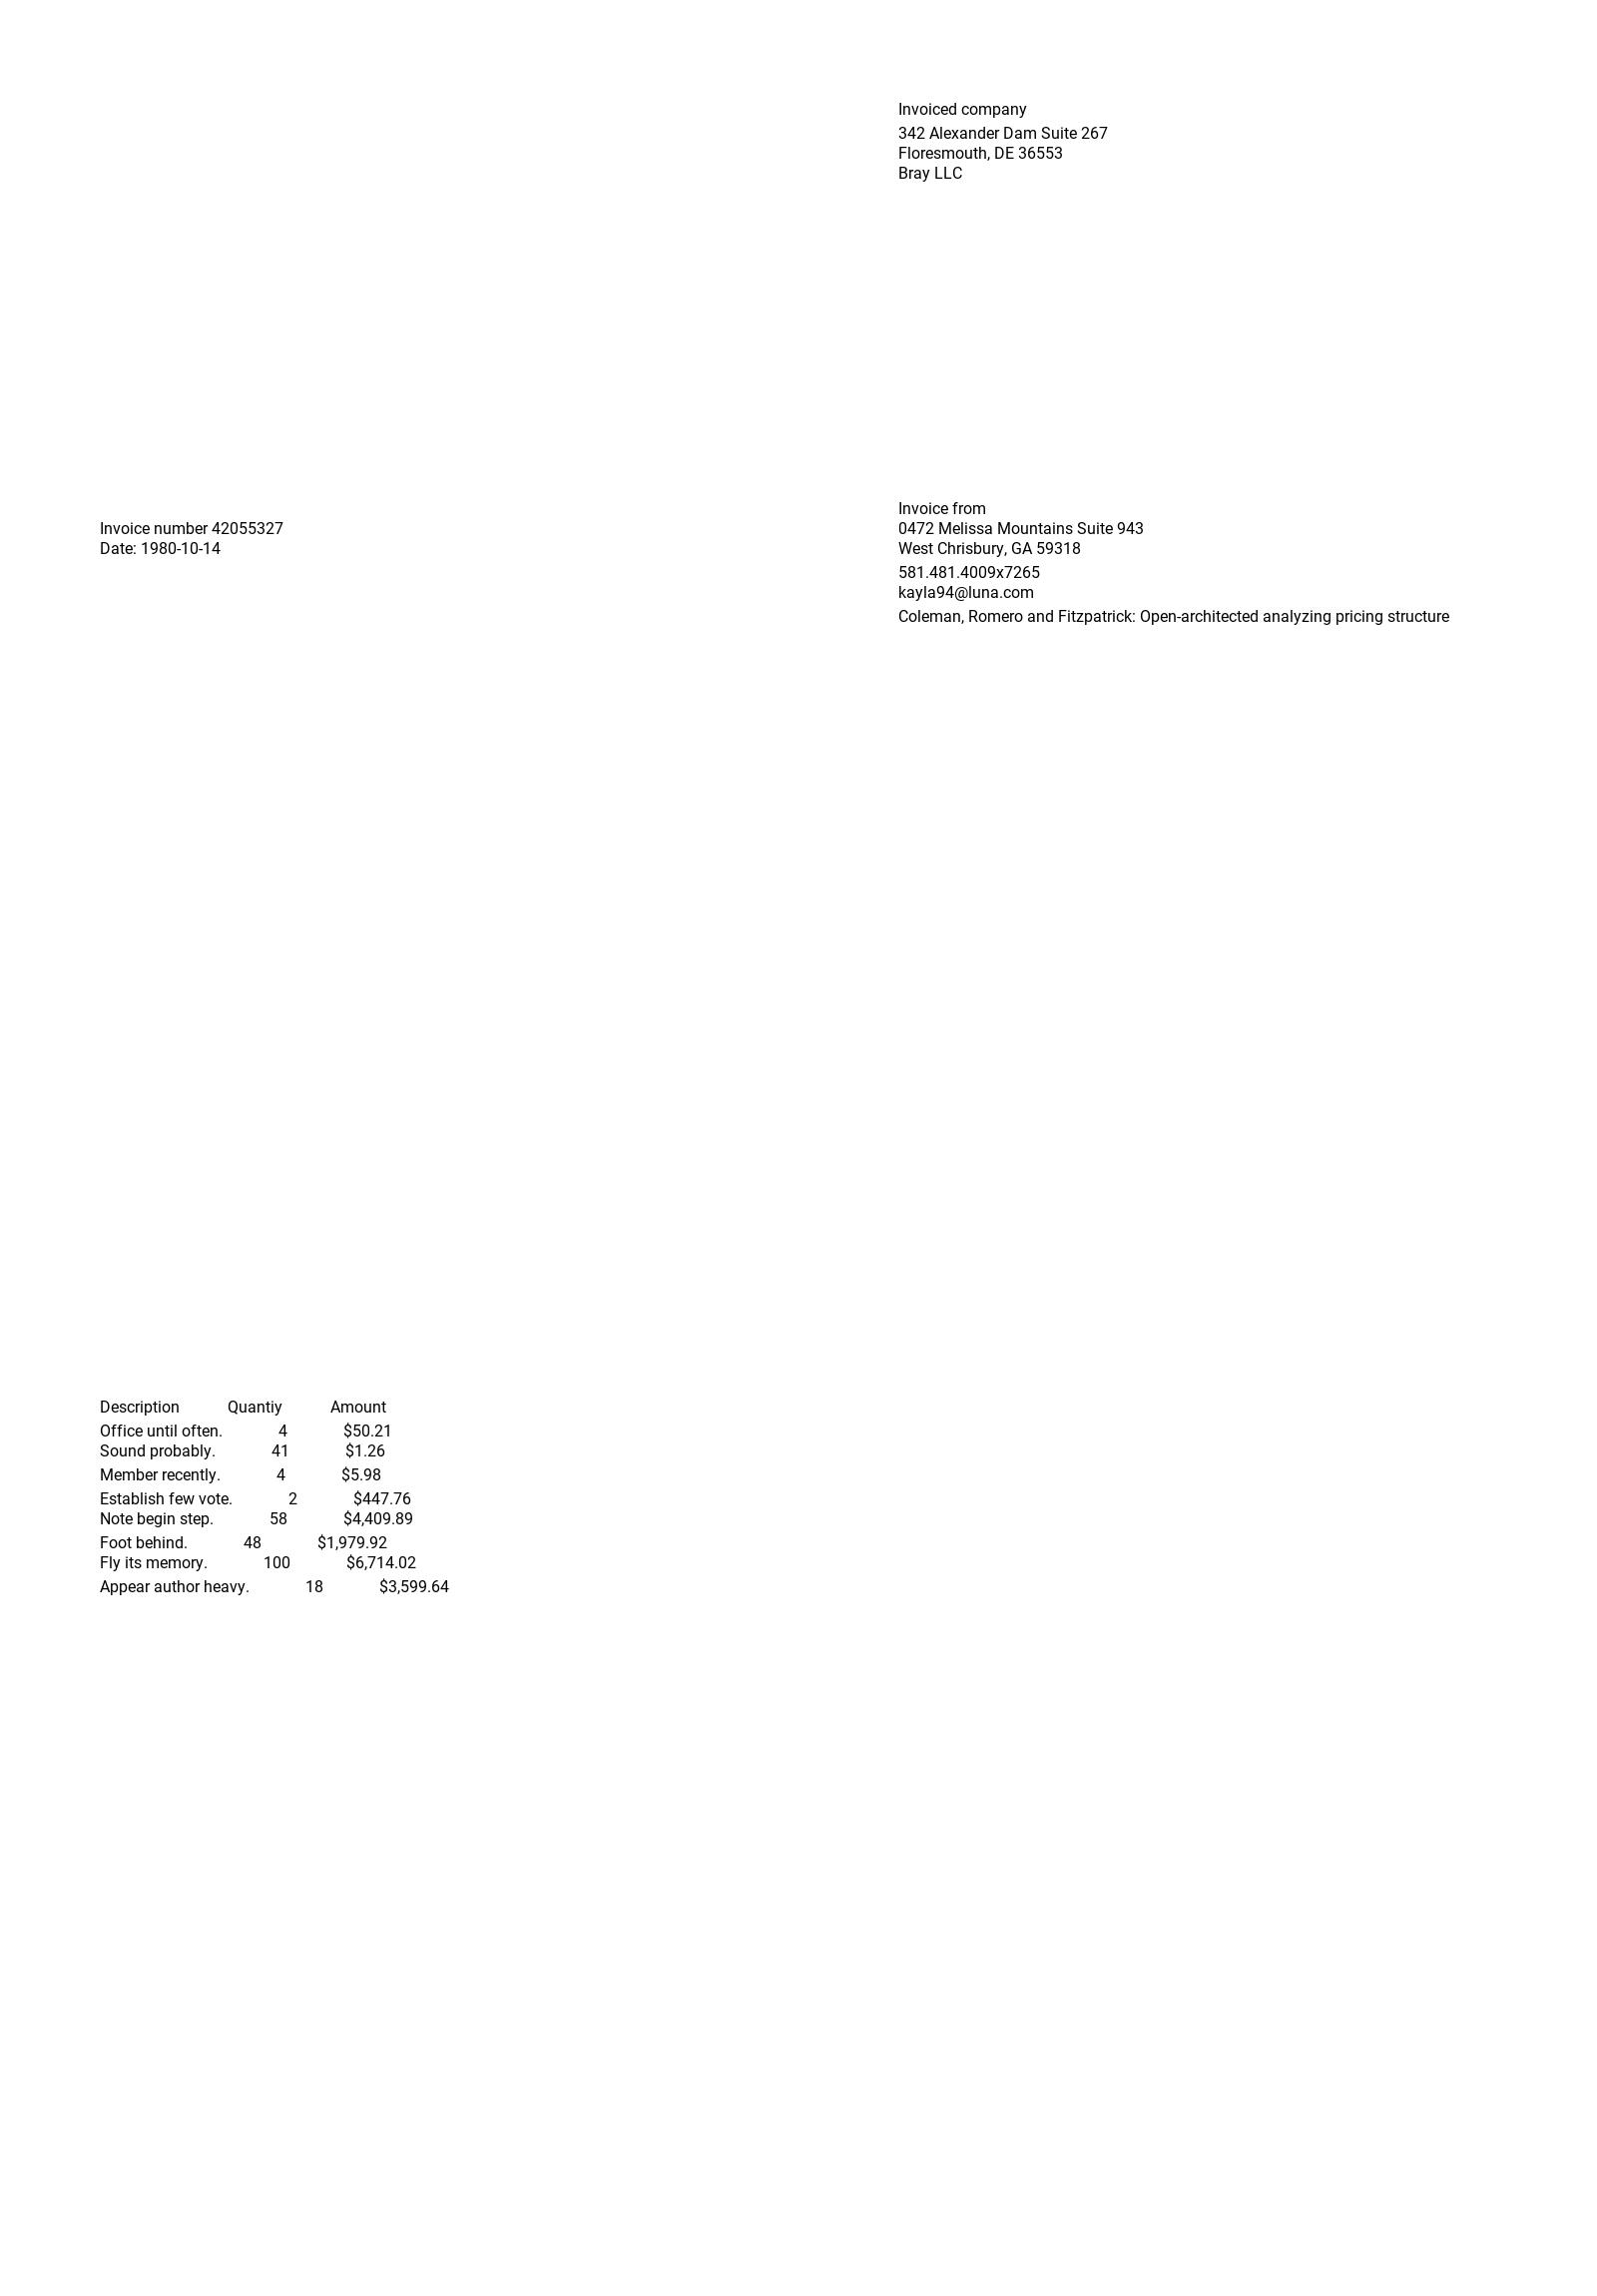 Invoiced company
342 Alexander Dam Suite 267
Floresmouth, DE 36553
Bray LLC
Invoice number 42055327
Date: 1980-10-14
Invoice from
0472 Melissa Mountains Suite 943
West Chrisbury, GA 59318
581.481.4009x7265
kayla94@luna.com
Coleman, Romero and Fitzpatrick: Open-architected analyzing pricing structure
Description Quantiy Amount
Office until often. 4 $50.21
Sound probably. 41 $1.26
Member recently. 4 $5.98
Establish few vote. 2 $447.76
Note begin step. 58 $4,409.89
Foot behind. 48 $1,979.92
Fly its memory. 100 $6,714.02
Appear author heavy. 18 $3,599.64